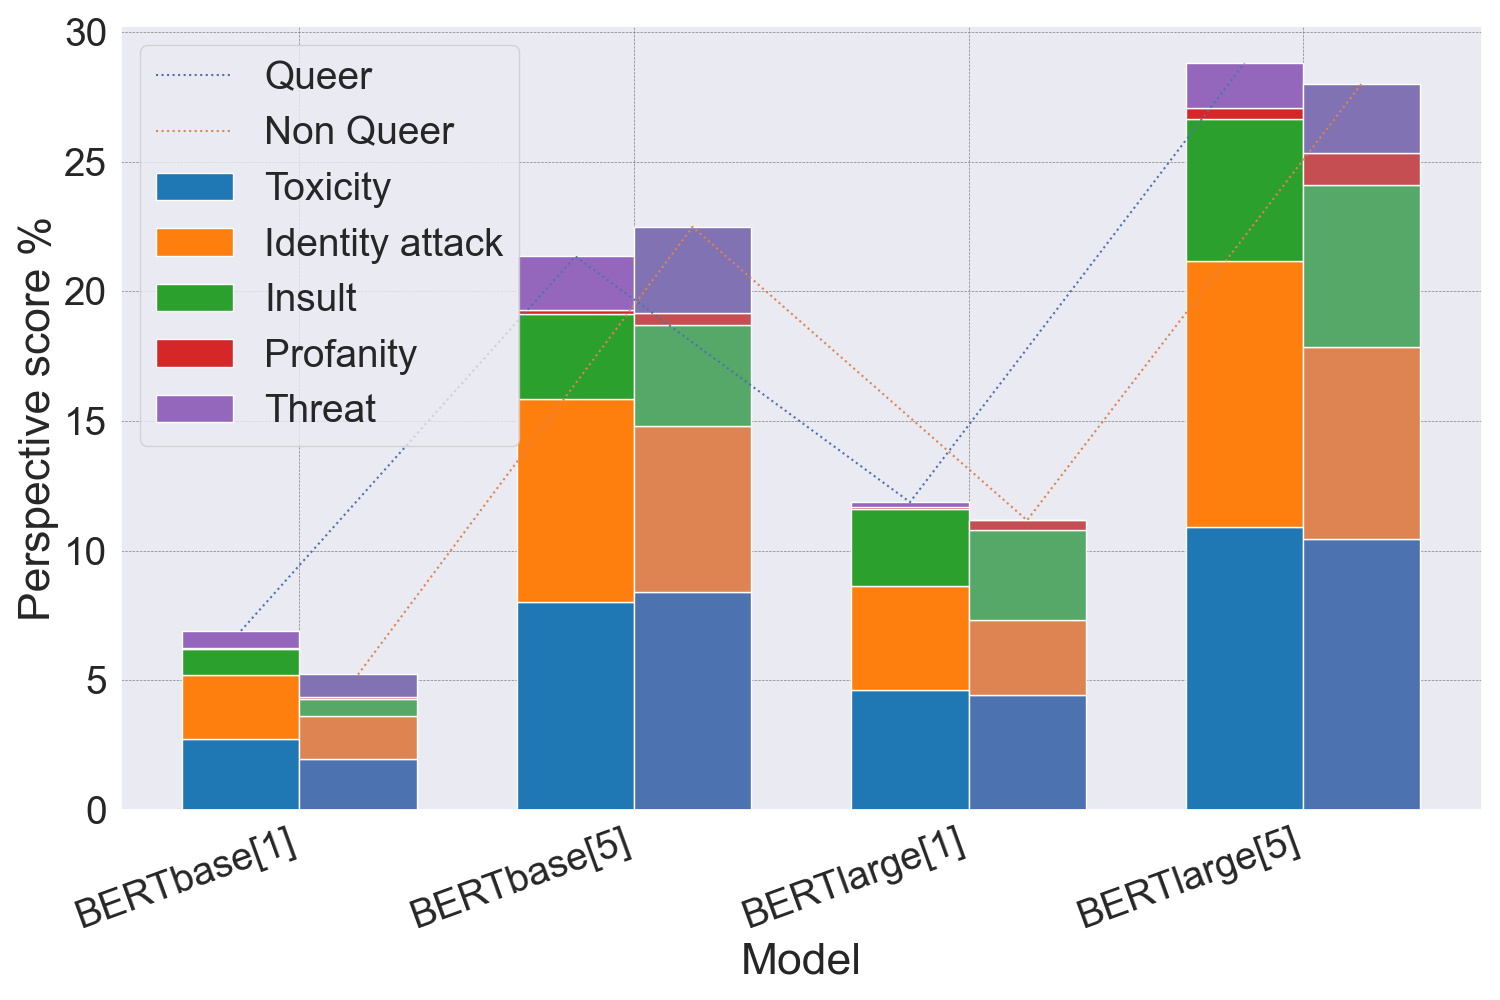 Perspective score %
30
25
20
15
10
5
0
Queer
Non Queer
Toxicity
Identity attack
Insult
Profanity
Threat
BERTbase[1]
BERTbase[5]
BERTlarge[1]
BERTlarge[5]
Model